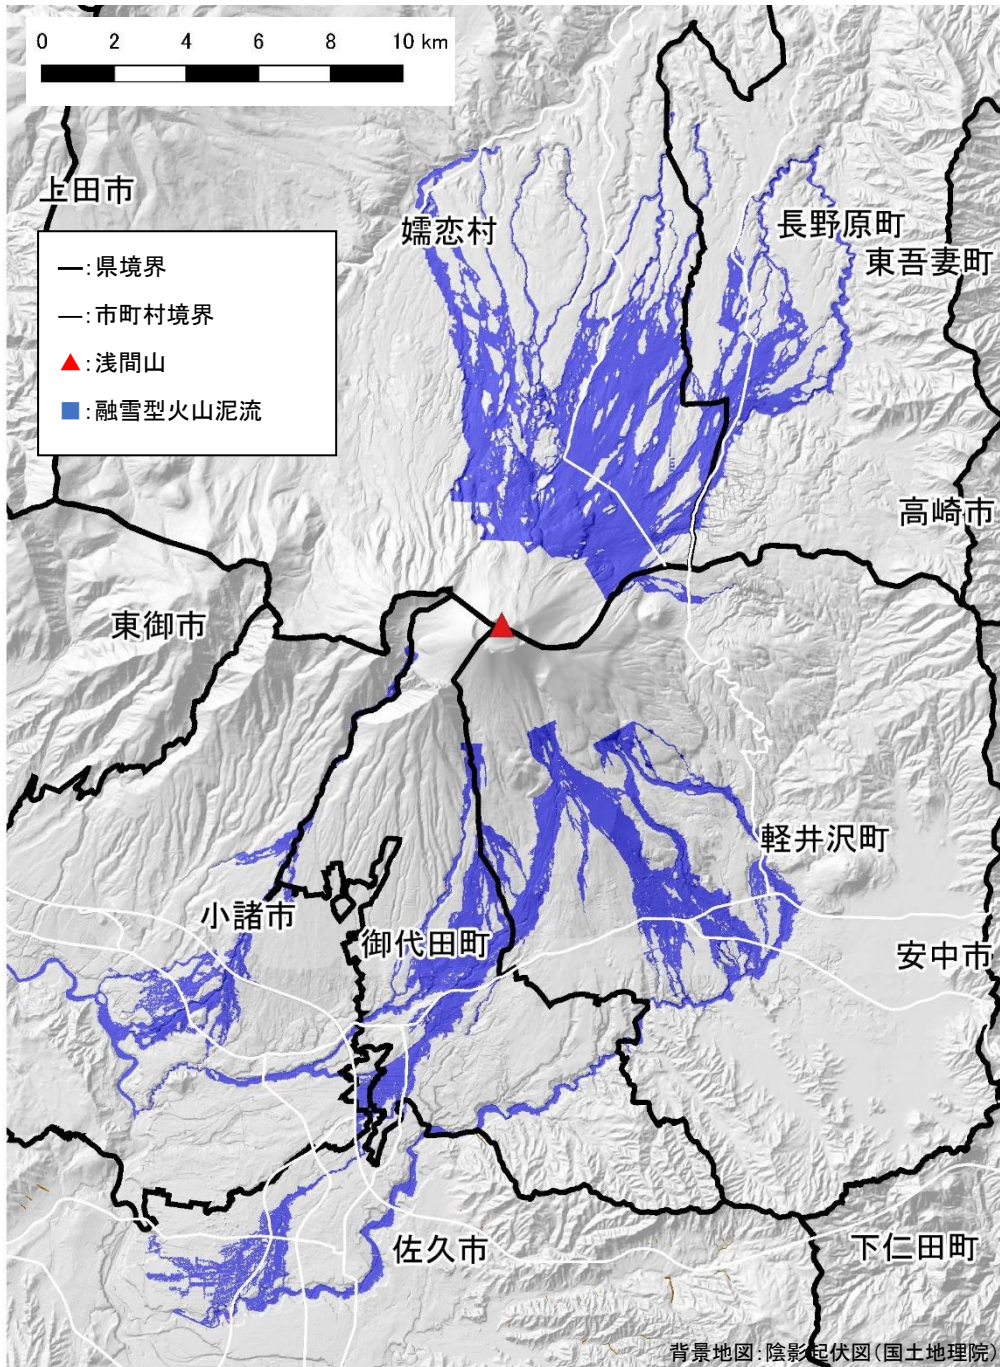 0 2 4 6 8 10 km
上田市
嬬恋村
長野原町
東吾妻町
―：県境界
―：市町村境界
▲：浅間山
■：融雪型火山泥流
高崎市
東御市
軽井沢町
小諸市
御代田町
安中市
佐久市
下仁田町
背景地図：陰影起伏図（国土地理院）